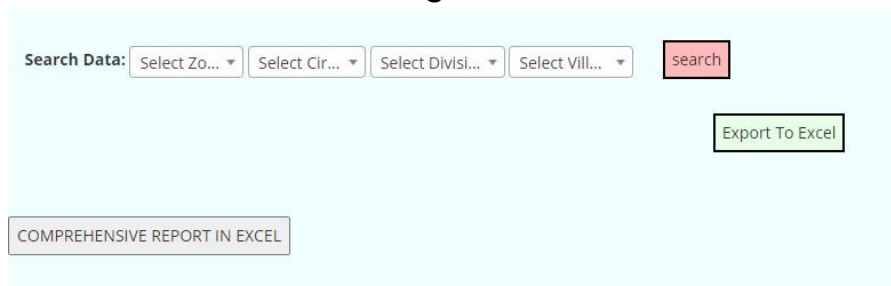 Search Data: Select Zo... Select Cir... Select Divisi... Select Vill... search
Export To Excel
COMPREHENSIVE REPORT IN EXCEL